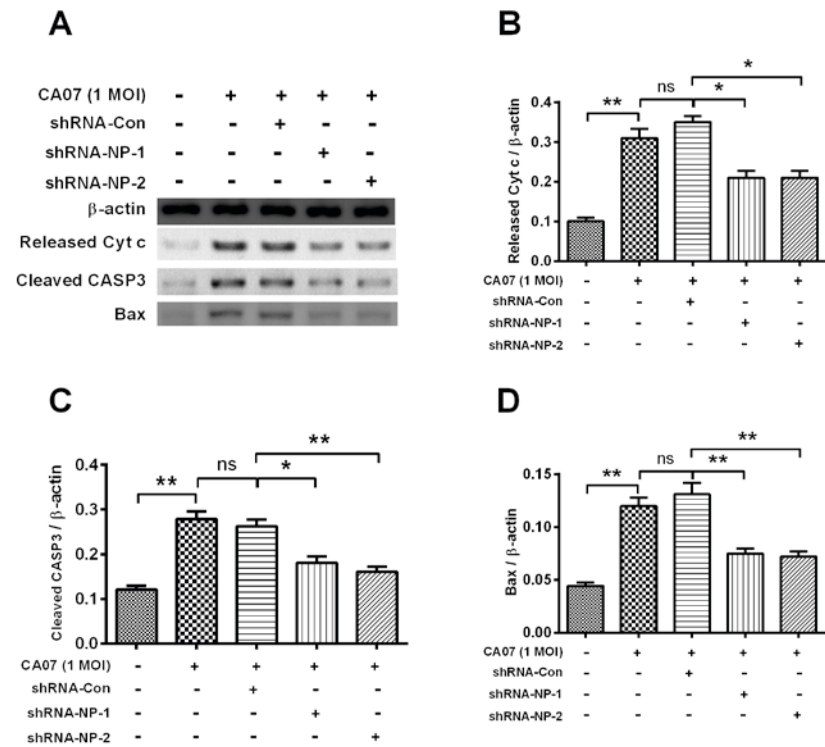 A
CA07 (1 MOI) - + + + +
shRNA-Con - - + - -
shRNA-NP-1 - - - + -
shRNA-NP-2 - - - - +
β-actin
Released Cyt c
Cleaved CASP3
Bax
B
Released Cyt c / β-actin
0.4
0.3
0.2
0.1
0.0
** ns * *
CA07 (1 MOI) - + + + +
shRNA-Con - - + - -
shRNA-NP-1 - - - + -
shRNA-NP-2 - - - - +
C
Cleaved CASP3 / β-actin
0.4
0.3
0.2
0.1
0.0
** ns * **
CA07 (1 MOI) - + + + +
shRNA-Con - - + - -
shRNA-NP-1 - - - + -
shRNA-NP-2 - - - - +
D
Bax / β-actin
0.15
0.10
0.05
0.00
** ns ** **
CA07 (1 MOI) - + + + +
shRNA-Con - - + - -
shRNA-NP-1 - - - + -
shRNA-NP-2 - - - - +